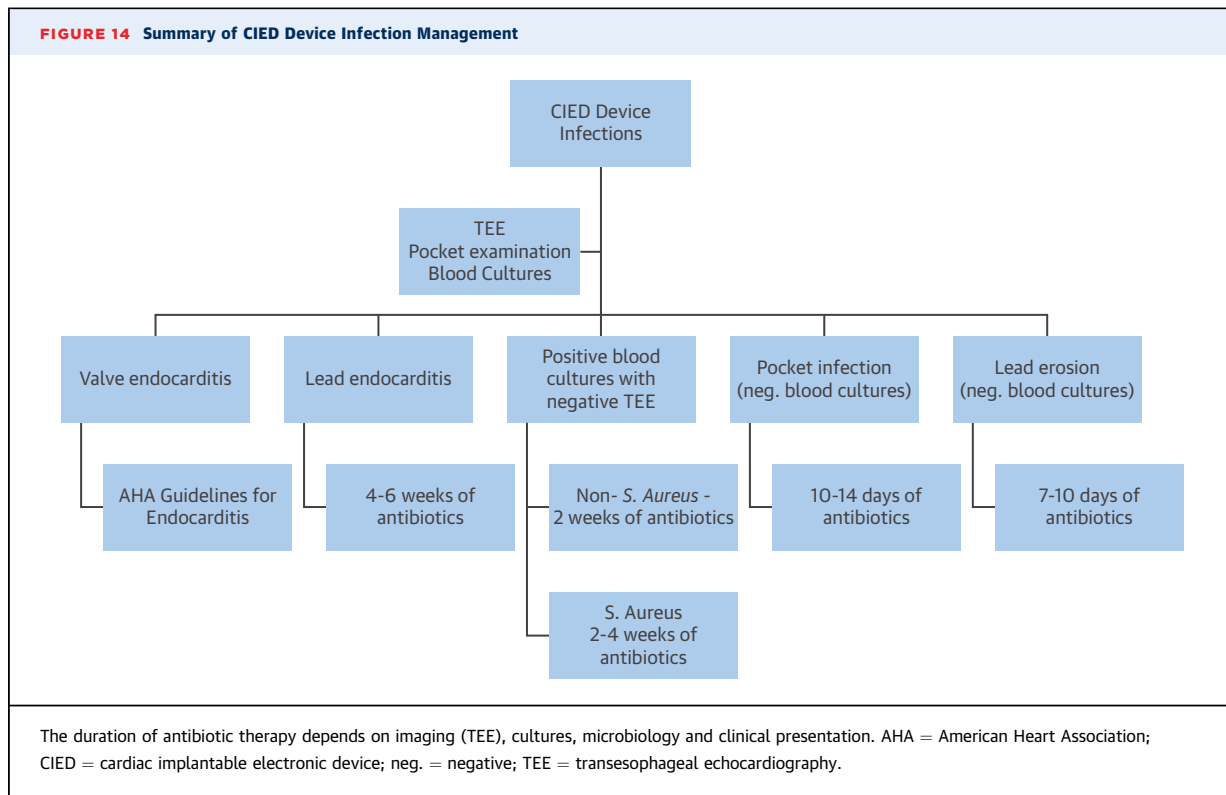 FIGURE 14 Summary of CIED Device Infection Management
CIED Device
Infections
TEE
Pocket examination
Blood Cultures
Valve endocarditis
Lead endocarditis
Positive blood
cultures with
negative TEE
Pocket infection
(neg. blood cultures)
Lead erosion
(neg. blood cultures)
AHA Guidelines for
Endocarditis
4-6 weeks of
antibiotics
Non- S. Aureus -
2 weeks of antibiotics
10-14 days of
antibiotics
7-10 days of
antibiotics
S. Aureus
2-4 weeks of
antibiotics
The duration of antibiotic therapy depends on imaging (TEE), cultures, microbiology and clinical presentation. AHA = American Heart Association;
CIED = cardiac implantable electronic device; neg. = negative; TEE = transesophageal echocardiography.